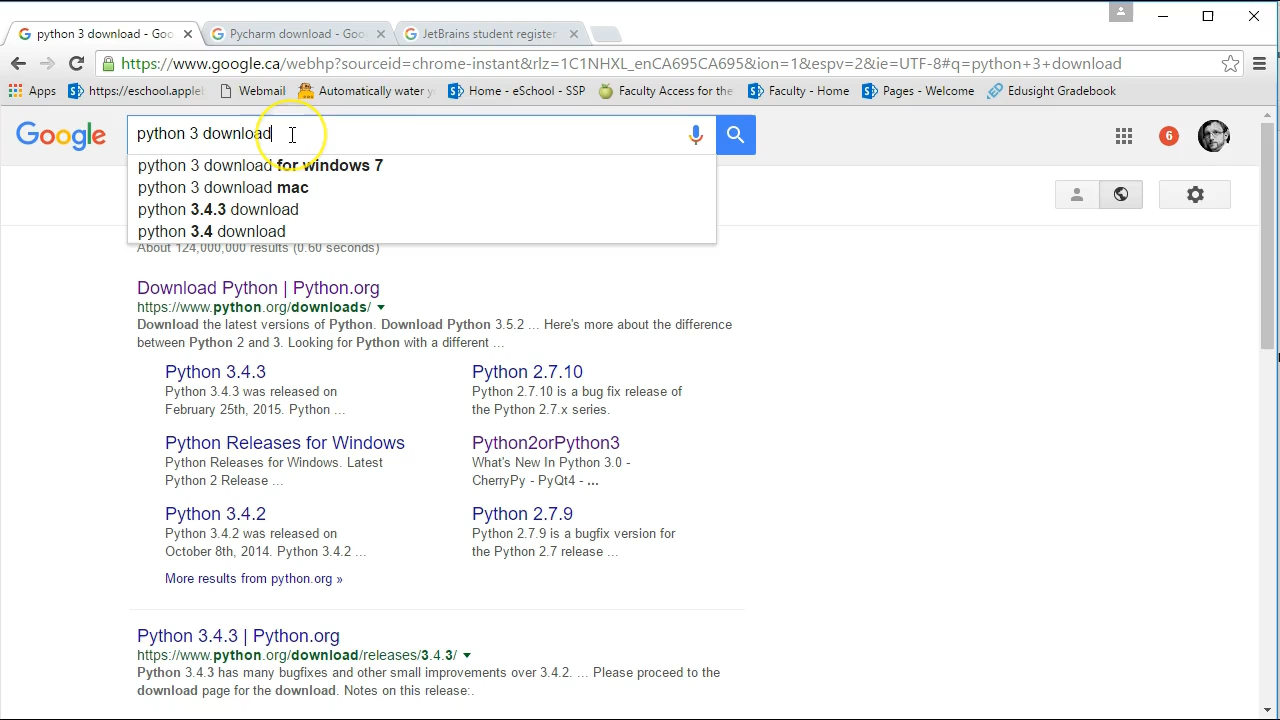 python 3 download - Goo
Pycharm download - Goo
JetBrains student register
https://www.google.ca/webhp?sourceid=chrome-instant&rlz=1C1NHXL_enCA695CA695&ion=1&espv=2&ie=UTF-8#q=python+3+download
Apps
https://eschool.apple
Webmail
Automatically water y
Home - eSchool - SSP
Faculty Access for the
Faculty - Home
Pages - Welcome
Edusight Gradebook
Google
python 3 download
6
python 3 download for windows 7
python 3 download mac
python 3.4.3 download
python 3.4 download
About 124,000,000 results (0.60 seconds)
Download Python | Python.org
https://www.python.org/downloads/
Download the latest versions of Python. Download Python 3.5.2 ... Here's more about the difference
between Python 2 and 3. Looking for Python with a different ...
Python 3.4.3
Python 3.4.3 was released on
February 25th, 2015. Python ...
Python 2.7.10
Python 2.7.10 is a bug fix release of
the Python 2.7.x series.
Python Releases for Windows
Python Releases for Windows. Latest
Python 2 Release ...
Python2orPython3
What's New In Python 3.0 -
CherryPy - PyQt4 - ...
Python 3.4.2
Python 3.4.2 was released on
October 8th, 2014. Python 3.4.2 ...
Python 2.7.9
Python 2.7.9 is a bugfix version for
the Python 2.7 release ...
More results from python.org »
Python 3.4.3 | Python.org
https://www.python.org/download/releases/3.4.3/
Python 3.4.3 has many bugfixes and other small improvements over 3.4.2. ... Please proceed to the
download page for the download. Notes on this release:.